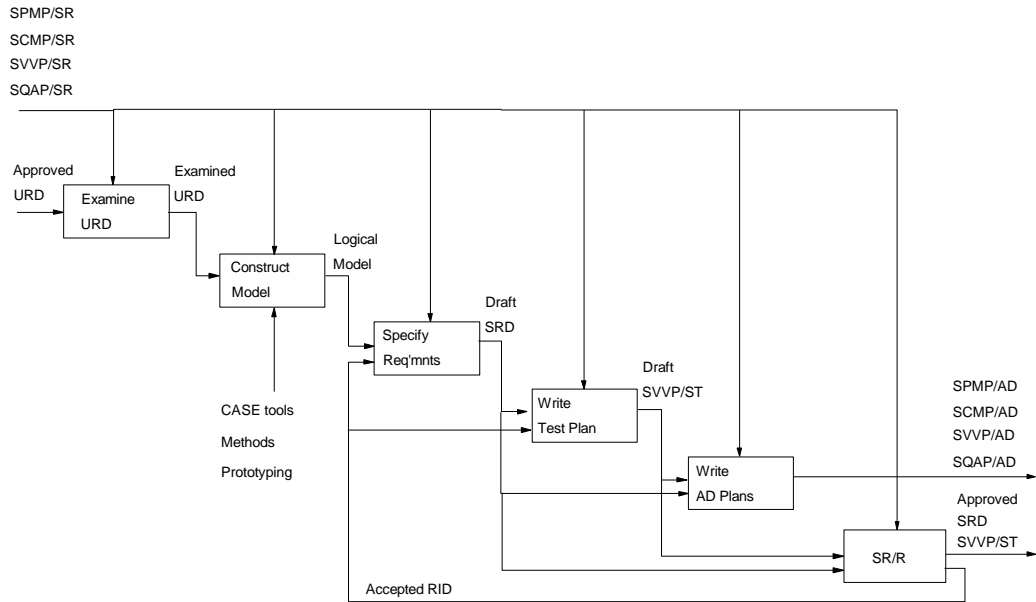 SPMP/SR
SCMP/SR
SVVP/SR
SQAP/SR
Approved
URD
Examine
URD
Examined
URD
Construct
Model
Logical
Model
CASE tools
Methods
Prototyping
Specify
Req'mnts
Draft
SRD
Write
Test Plan
Draft
SVVP/ST
Write
AD Plans
SPMP/AD
SCMP/AD
SVVP/AD
SQAP/AD
SR/R
Approved
SRD
SVVP/ST
Accepted RID